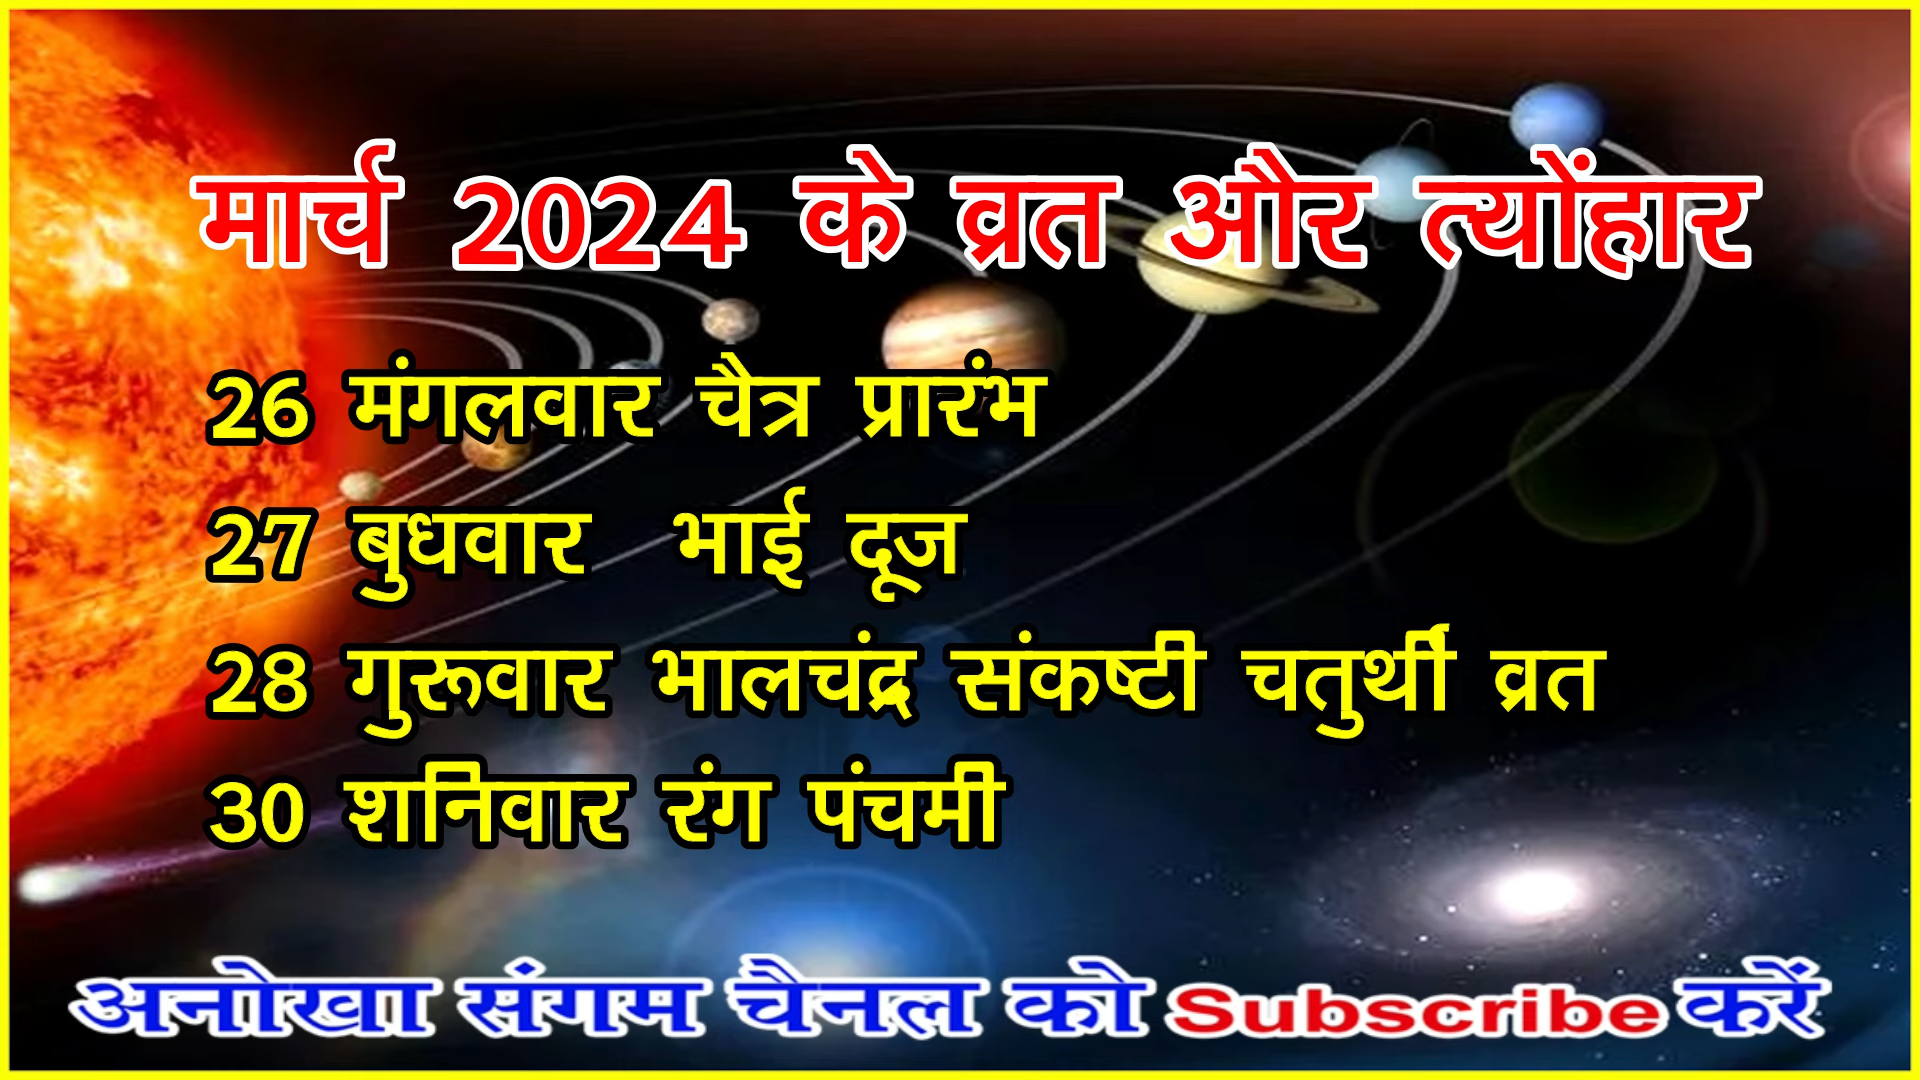 मार्च 2024 के व्रत और त्योंहार
26 मंगलवार चैत्र प्रारंभ
27 बुधवार भाई दूज
28 गुरूवार भालचंद्र संकष्टी चतुर्थी व्रत
30 शनिवार रंग पंचमी
अनोखा संगम चैनल को Subscribe करें